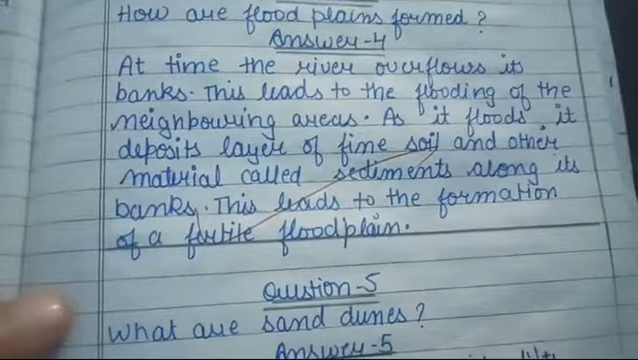 How are flood plains formed?
Answer-4
At time the river overflows its
banks. This leads to the flooding of the
neighbouring areas. As it floods, it
deposits layer of fine soil and other
material called sediments along its
banks. This leads to the formation
of a fertile floodplain.
Question-5
What are sand dunes?
Answer-5